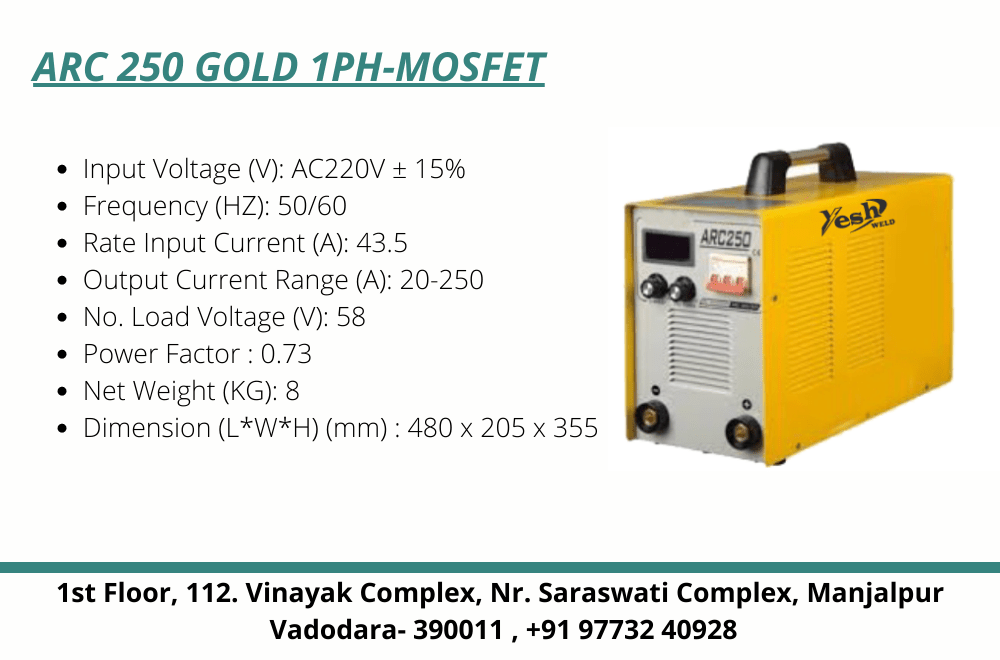 ARC 250 GOLD 1PH-MOSFET
Input Voltage (V): AC220V ± 15%
Frequency (HZ): 50/60
Rate Input Current (A): 43.5
Output Current Range (A): 20-250
No. Load Voltage (V): 58
Power Factor : 0.73
Net Weight (KG): 8
Dimension (L*W*H) (mm) : 480 x 205 x 355
Yesh
WELD
ARC250
CE
- +
1st Floor, 112. Vinayak Complex, Nr. Saraswati Complex, Manjalpur
Vadodara- 390011 , +91 97732 40928